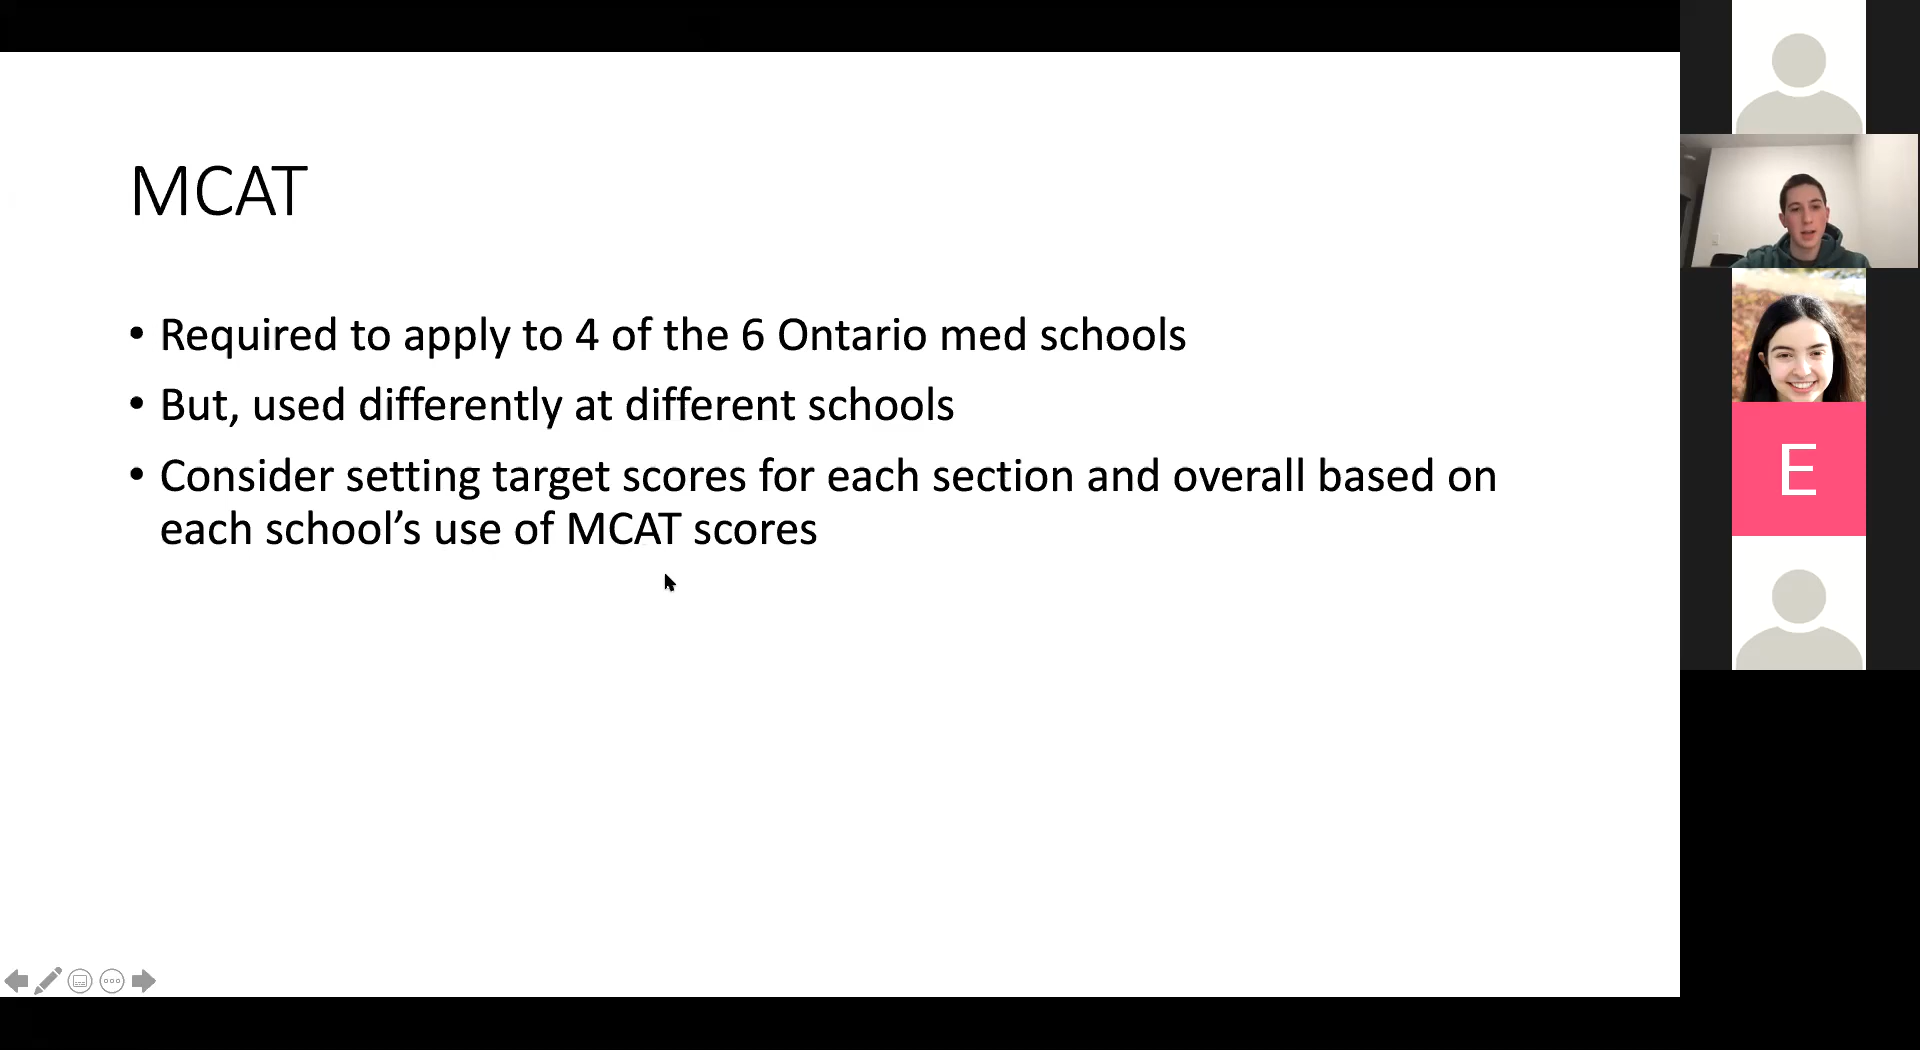 MCAT
• Required to apply to 4 of the 6 Ontario med schools
• But, used differently at different schools
• Consider setting target scores for each section and overall based on
each school’s use of MCAT scores
E